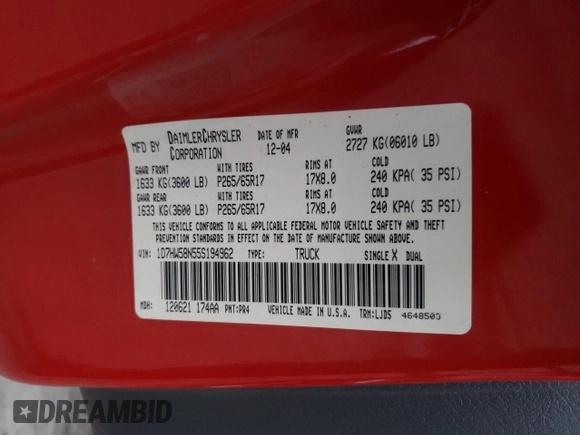 MFD BY DAIMLERCHRYSLER CORPORATION DATE OF MFR 12-04 GVWR 2727 KG(06010 LB)
GAWR FRONT WITH TIRES RIMS AT COLD
1633 KG(3600 LB) P265/65R17 17X8.0 240 KPA( 35 PSI)
GAWR REAR WITH TIRES RIMS AT COLD
1633 KG(3600 LB) P265/65R17 17X8.0 240 KPA( 35 PSI)
THIS VEHICLE CONFORMS TO ALL APPLICABLE FEDERAL MOTOR VEHICLE SAFETY AND THEFT
PREVENTION STANDARDS IN EFFECT ON THE DATE OF MANUFACTURE SHOWN ABOVE.
VIN: 1D7HW58N55S194962 TYPE: TRUCK SINGLE X DUAL
MDH: 120621 174AA PNT:PR4 VEHICLE MADE IN U.S.A. TRM:LJD5 4648503
DREAMBID